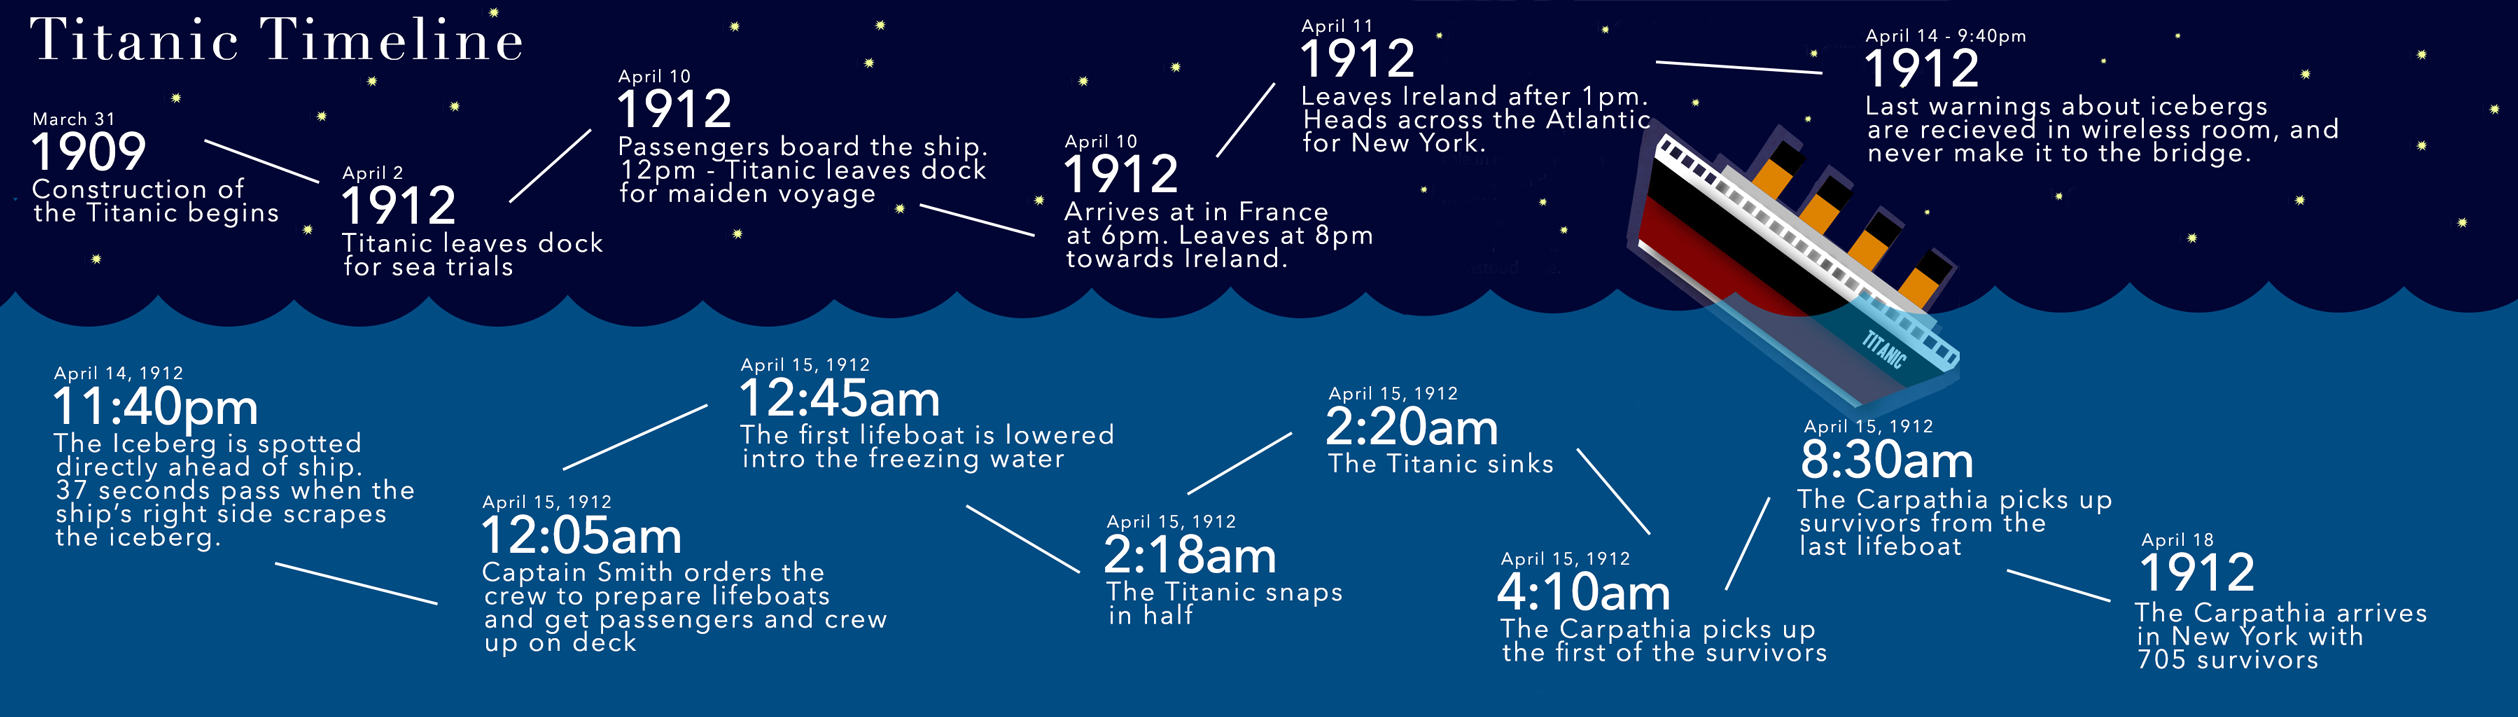 Titanic Timeline
March 31
1909
Construction of
the Titanic begins
April 2
1912
Titanic leaves dock
for sea trials
April 10
1912
Passengers board the ship.
12pm - Titanic leaves dock
for maiden voyage
April 10
1912
Arrives at in France
at 6pm. Leaves at 8pm
towards Ireland.
April 11
1912
Leaves Ireland after 1pm.
Heads across the Atlantic
for New York.
April 14 - 9:40pm
1912
Last warnings about icebergs
are recieved in wireless room, and
never make it to the bridge.
TITANIC
April 14, 1912
11:40pm
The Iceberg is spotted
directly ahead of ship.
37 seconds pass when the
ship's right side scrapes
the iceberg.
April 15, 1912
12:05am
Captain Smith orders the
crew to prepare lifeboats
and get passengers and crew
up on deck
April 15, 1912
12:45am
The first lifeboat is lowered
intro the freezing water
April 15, 1912
2:18am
The Titanic snaps
in half
April 15, 1912
2:20am
The Titanic sinks
April 15, 1912
4:10am
The Carpathia picks up
the first of the survivors
April 15, 1912
8:30am
The Carpathia picks up
survivors from the
last lifeboat
April 18
1912
The Carpathia arrives
in New York with
705 survivors